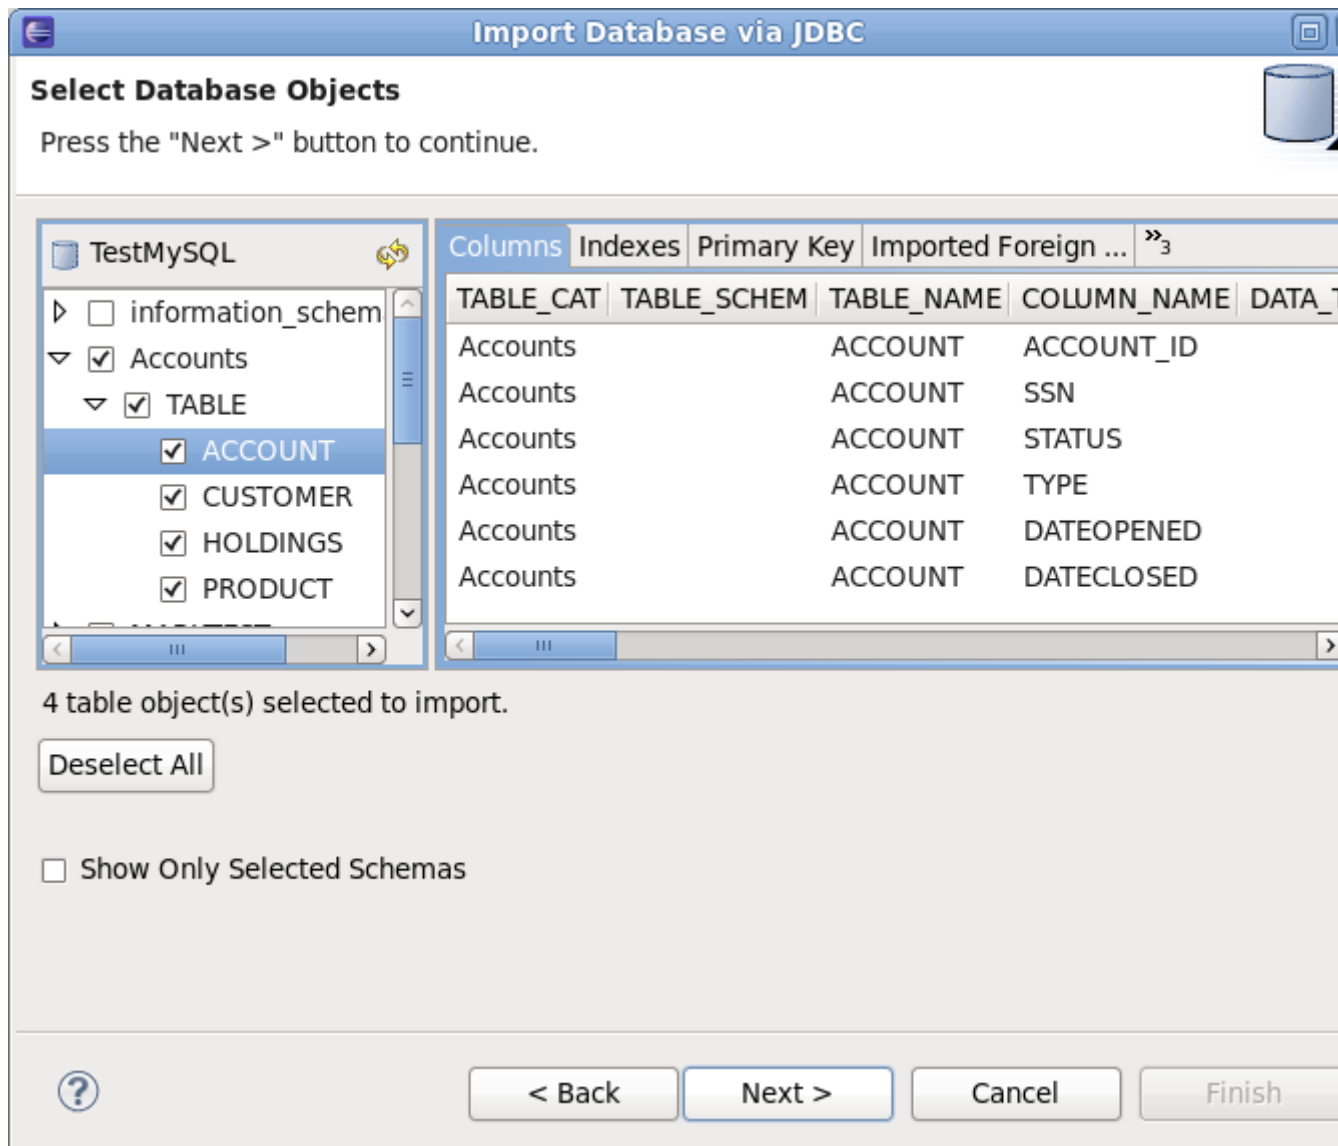 Import Database via JDBC
Select Database Objects
Press the "Next >" button to continue.
TestMySQL
information_schem
Accounts
TABLE
ACCOUNT
CUSTOMER
HOLDINGS
PRODUCT
Columns Indexes Primary Key Imported Foreign ... »3
TABLE_CAT TABLE_SCHEM TABLE_NAME COLUMN_NAME DATA_T
Accounts ACCOUNT ACCOUNT_ID
Accounts ACCOUNT SSN
Accounts ACCOUNT STATUS
Accounts ACCOUNT TYPE
Accounts ACCOUNT DATEOPENED
Accounts ACCOUNT DATECLOSED
4 table object(s) selected to import.
Deselect All
Show Only Selected Schemas
? < Back Next > Cancel Finish